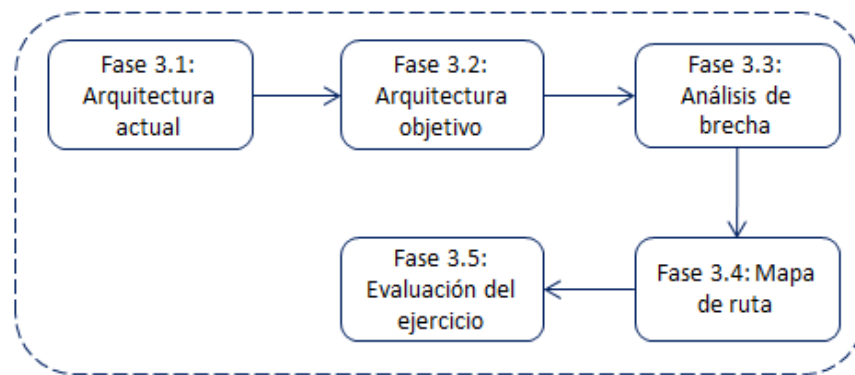 Fase 3.1:
Arquitectura
actual
Fase 3.2:
Arquitectura
objetivo
Fase 3.3:
Análisis de
brecha
Fase 3.4: Mapa
de ruta
Fase 3.5:
Evaluación del
ejercicio